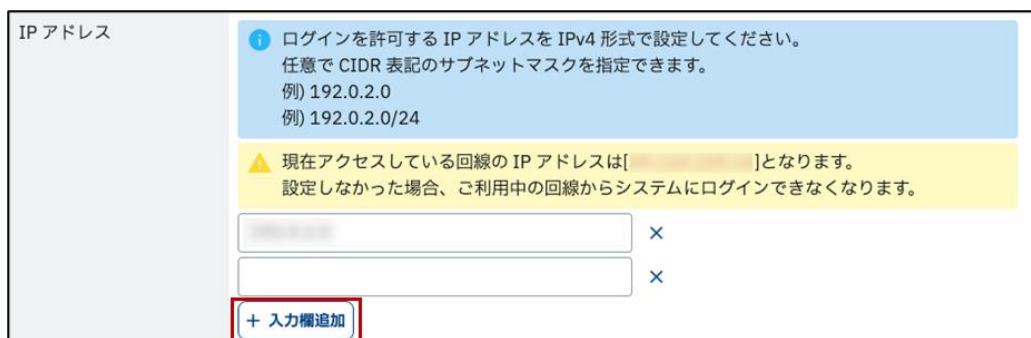 IP アドレス
ログインを許可する IP アドレスを IPv4 形式で設定してください。
任意で CIDR 表記のサブネットマスクを指定できます。
例) 192.0.2.0
例) 192.0.2.0/24
現在アクセスしている回線の IP アドレスは[ ]となります。
設定しなかった場合、ご利用中の回線からシステムにログインできなくなります。
×
×
+ 入力欄追加